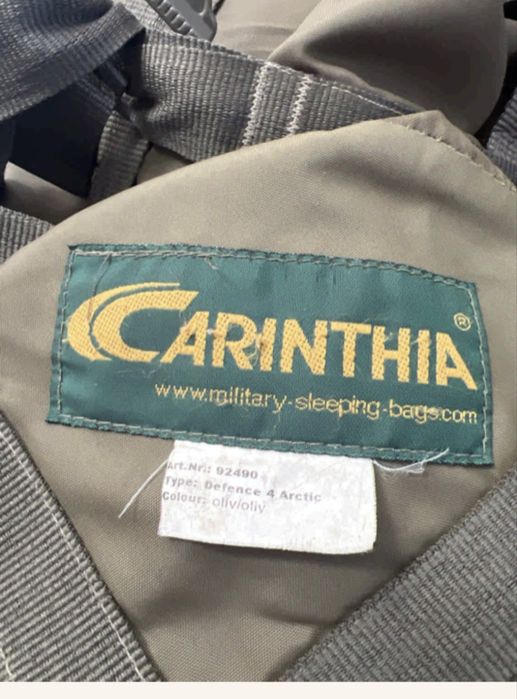 CARINTHIA®
www.military-sleeping-bags.com
Art.Nr.: 92490
Type: Defence 4 Arctic
Colour: oliv/oliv